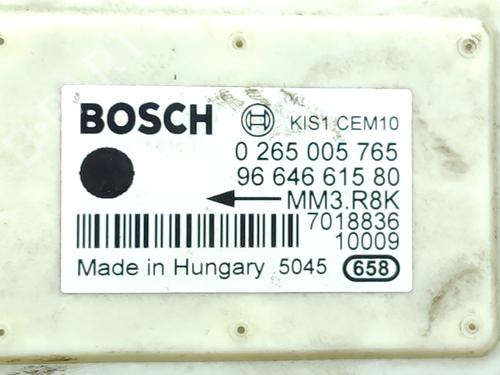 BOSCH KIS1 CEM10
0 265 005 765
96 646 615 80
MM3.R8K
7018836
10009
Made in Hungary 5045 658